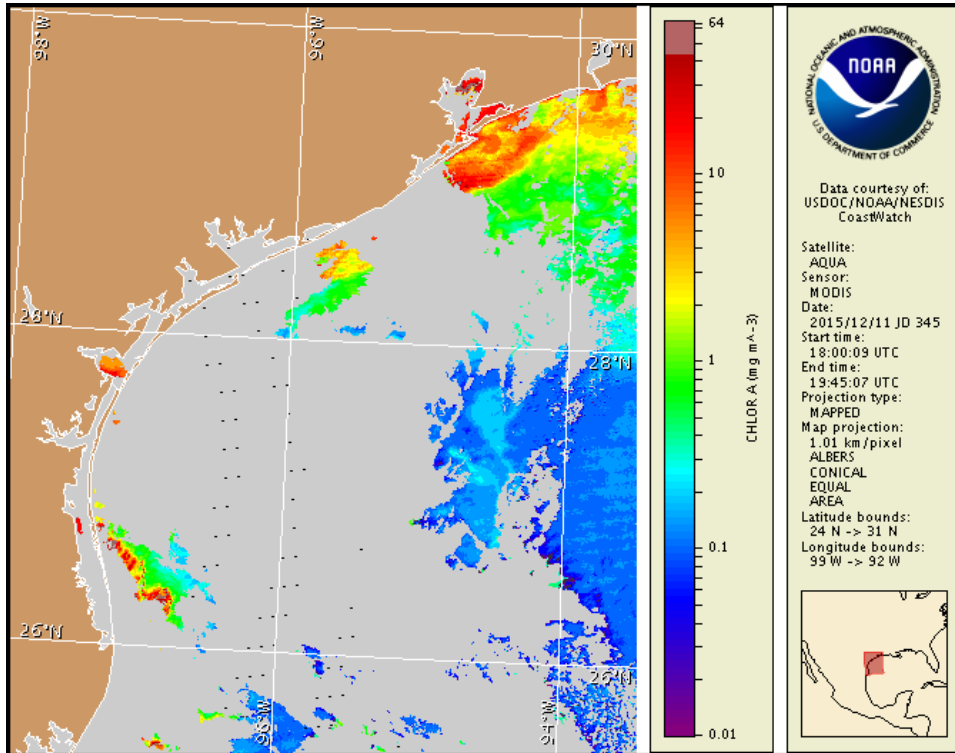 98°W
96°W
30°N
28°N
28°N
26°N
26°N
96°W
94°W
64
10
1
0.1
0.01
CHLOR A (mg m^-3)
NATIONAL OCEANIC AND ATMOSPHERIC ADMINISTRATION
NOAA
U.S. DEPARTMENT OF COMMERCE
Data courtesy of:
USDOC/NOAA/NESDIS
CoastWatch
Satellite:
AQUA
Sensor:
MODIS
Date:
2015/12/11 JD 345
Start time:
18:00:09 UTC
End time:
19:45:07 UTC
Projection type:
MAPPED
Map projection:
1.01 km/pixel
ALBERS
CONICAL
EQUAL
AREA
Latitude bounds:
24 N -> 31 N
Longitude bounds:
99 W -> 92 W